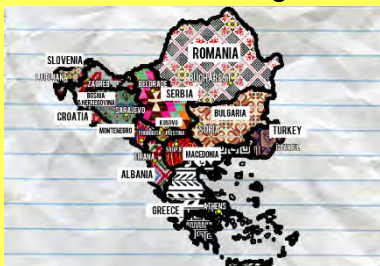 ROMANIA
SLOVENIA
LJUBLJANA
ZAGREB
BELGRADE
BUCHAREST
BOSNIA
& HERZEGOVINA
SERBIA
SARAJEVO
CROATIA
KOSOVO
BULGARIA
MONTENEGRO
PRISTINA
SOFIA
TURKEY
ISTANBUL
TIRANA
MACEDONIA
ALBANIA
GREECE
ATHENS